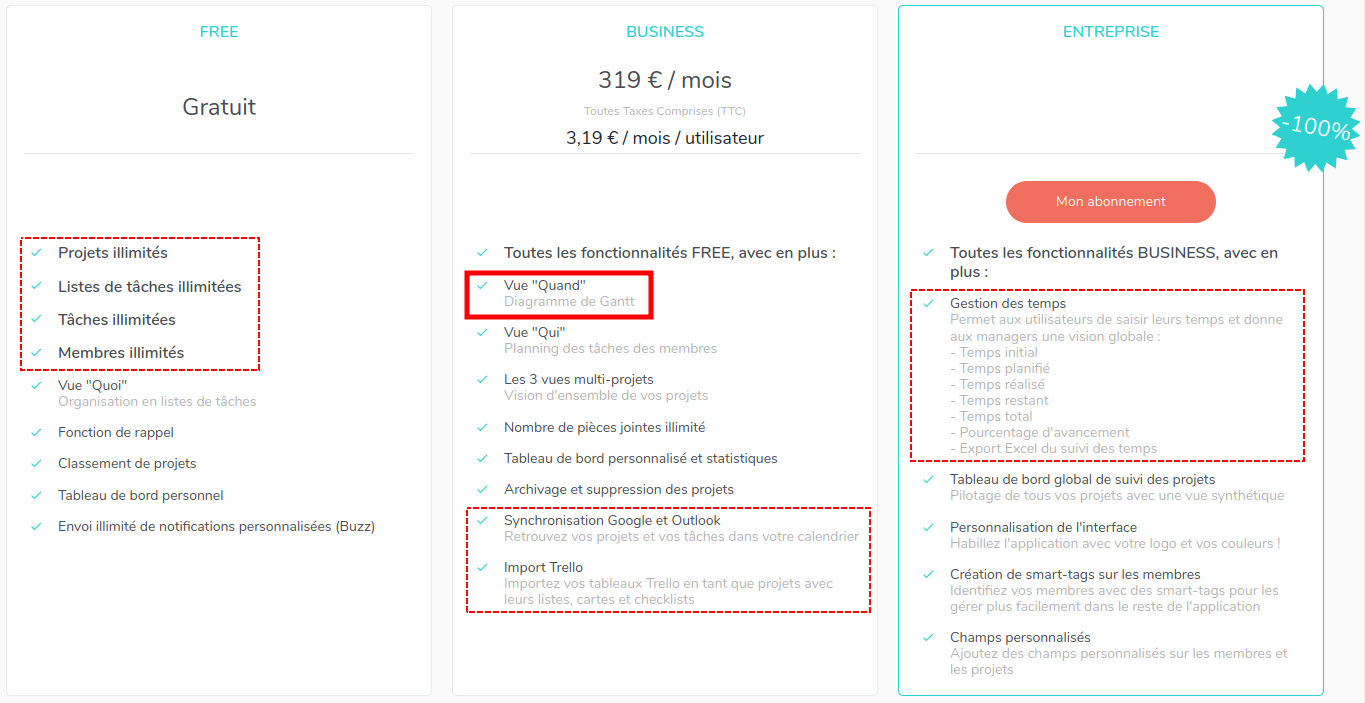 FREE
Gratuit
Projets illimités
Listes de tâches illimitées
Tâches illimitées
Membres illimités
Vue "Quoi"
Organisation en listes de tâches
Fonction de rappel
Classement de projets
Tableau de bord personnel
Envoi illimité de notifications personnalisées (Buzz)
BUSINESS
319 € / mois
Toutes Taxes Comprises (TTC)
3,19 € / mois / utilisateur
Toutes les fonctionnalités FREE, avec en plus :
Vue "Quand"
Diagramme de Gantt
Vue "Qui"
Planning des tâches des membres
Les 3 vues multi-projets
Vision d'ensemble de vos projets
Nombre de pièces jointes illimité
Tableau de bord personnalisé et statistiques
Archivage et suppression des projets
Synchronisation Google et Outlook
Retrouvez vos projets et vos tâches dans votre calendrier
Import Trello
Importez vos tableaux Trello en tant que projets avec
leurs listes, cartes et checklists
ENTREPRISE
-100%
Mon abonnement
Toutes les fonctionnalités BUSINESS, avec en
plus :
Gestion des temps
Permet aux utilisateurs de saisir leurs temps et donne
aux managers une vision globale :
- Temps initial
- Temps planifié
- Temps réalisé
- Temps restant
- Temps total
- Pourcentage d'avancement
- Export Excel du suivi des temps
Tableau de bord global de suivi des projets
Pilotage de tous vos projets avec une vue synthétique
Personnalisation de l'interface
Habillez l'application avec votre logo et vos couleurs !
Création de smart-tags sur les membres
Identifiez vos membres avec des smart-tags pour les
gérer plus facilement dans le reste de l'application
Champs personnalisés
Ajoutez des champs personnalisés sur les membres et
les projets